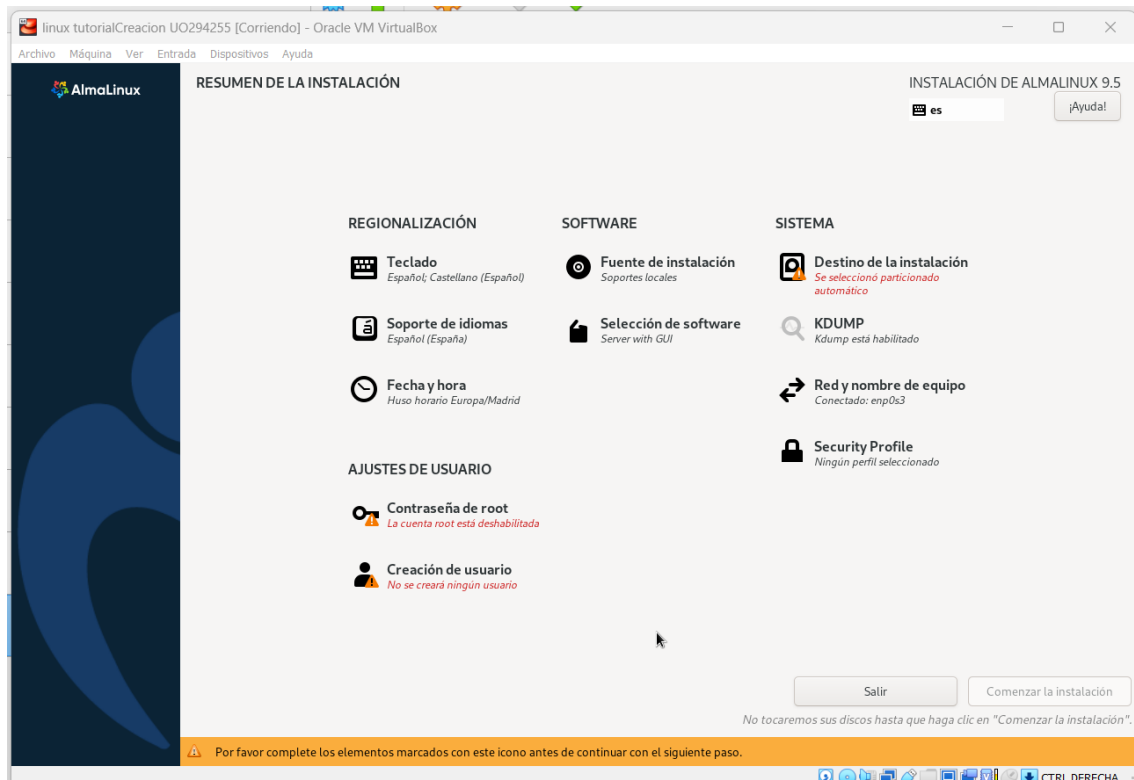 linux tutorialCreacion UO294255 [Corriendo] - Oracle VM VirtualBox
Archivo Máquina Ver Entrada Dispositivos Ayuda
AlmaLinux
RESUMEN DE LA INSTALACIÓN
INSTALACIÓN DE ALMALINUX 9.5
es
¡Ayuda!
REGIONALIZACIÓN
Teclado
Español; Castellano (Español)
Soporte de idiomas
Español (España)
Fecha y hora
Huso horario Europa/Madrid
SOFTWARE
Fuente de instalación
Soportes locales
Selección de software
Server with GUI
SISTEMA
Destino de la instalación
Se seleccionó particionado
automático
KDUMP
Kdump está habilitado
Red y nombre de equipo
Conectado: enp0s3
Security Profile
Ningún perfil seleccionado
AJUSTES DE USUARIO
Contraseña de root
La cuenta root está deshabilitada
Creación de usuario
No se creará ningún usuario
Salir
Comenzar la instalación
No tocaremos sus discos hasta que haga clic en "Comenzar la instalación".
Por favor complete los elementos marcados con este icono antes de continuar con el siguiente paso.
CTRL DERECHA